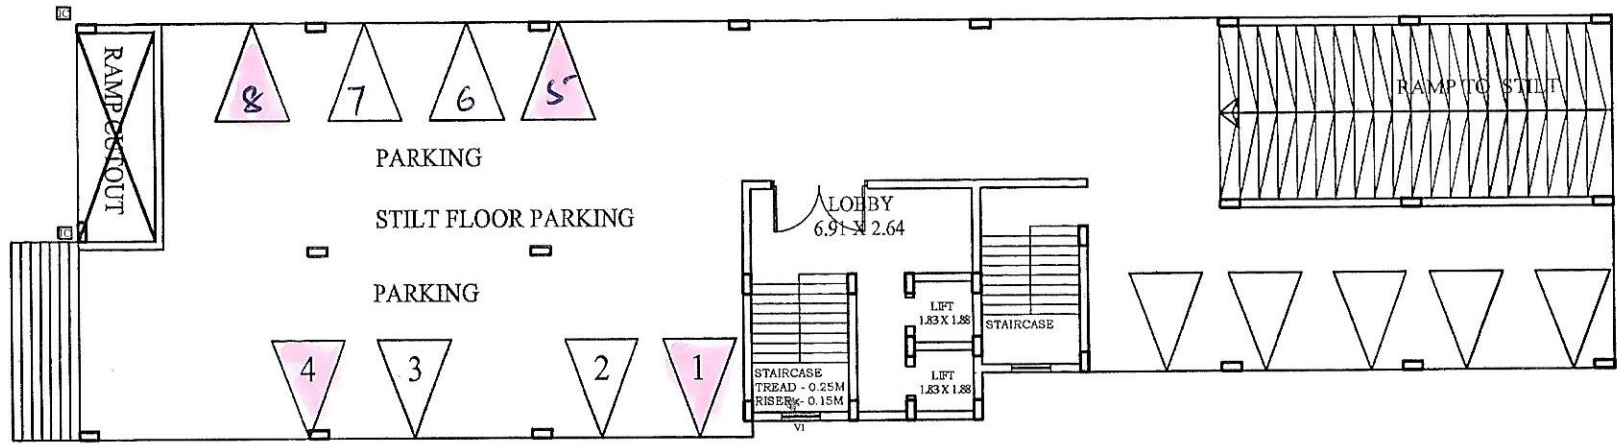 IC
RAMP CUTOUT
IC
8 7 6 5
PARKING
STILT FLOOR PARKING
PARKING
4 3 2 1
RAMP TO STILT
LOBBY
6.91 X 2.64
LIFT
1.83 X 1.88
LIFT
1.83 X 1.88
STAIRCASE
STAIRCASE
TREAD - 0.25M
RISER - 0.15M
V1